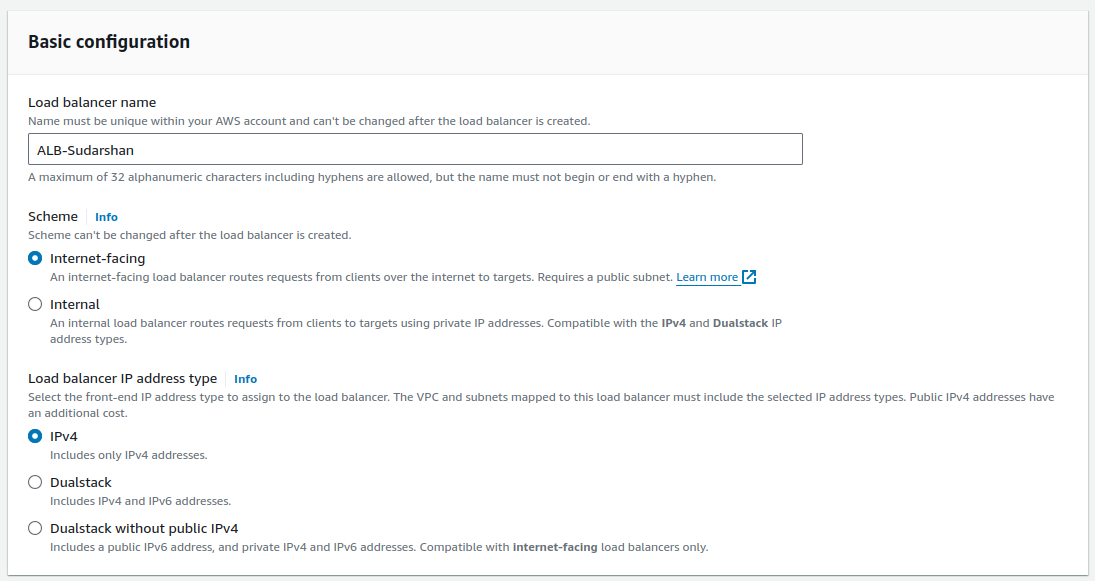 Basic configuration
Load balancer name
Name must be unique within your AWS account and can't be changed after the load balancer is created.
ALB-Sudarshan
A maximum of 32 alphanumeric characters including hyphens are allowed, but the name must not begin or end with a hyphen.
Scheme Info
Scheme can't be changed after the load balancer is created.
Internet-facing
An internet-facing load balancer routes requests from clients over the internet to targets. Requires a public subnet. Learn more
Internal
An internal load balancer routes requests from clients to targets using private IP addresses. Compatible with the IPv4 and Dualstack IP
address types.
Load balancer IP address type Info
Select the front-end IP address type to assign to the load balancer. The VPC and subnets mapped to this load balancer must include the selected IP address types. Public IPv4 addresses have
an additional cost.
IPv4
Includes only IPv4 addresses.
Dualstack
Includes IPv4 and IPv6 addresses.
Dualstack without public IPv4
Includes a public IPv6 address, and private IPv4 and IPv6 addresses. Compatible with internet-facing load balancers only.